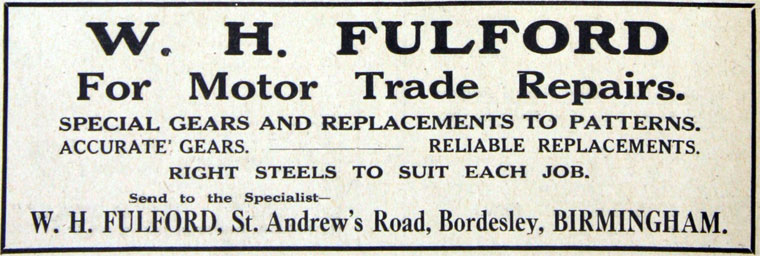 W. H. FULFORD
For Motor Trade Repairs.
SPECIAL GEARS AND REPLACEMENTS TO PATTERNS.
ACCURATE GEARS. ———— RELIABLE REPLACEMENTS.
RIGHT STEELS TO SUIT EACH JOB.
Send to the Specialist—
W. H. FULFORD, St. Andrew's Road, Bordesley, BIRMINGHAM.